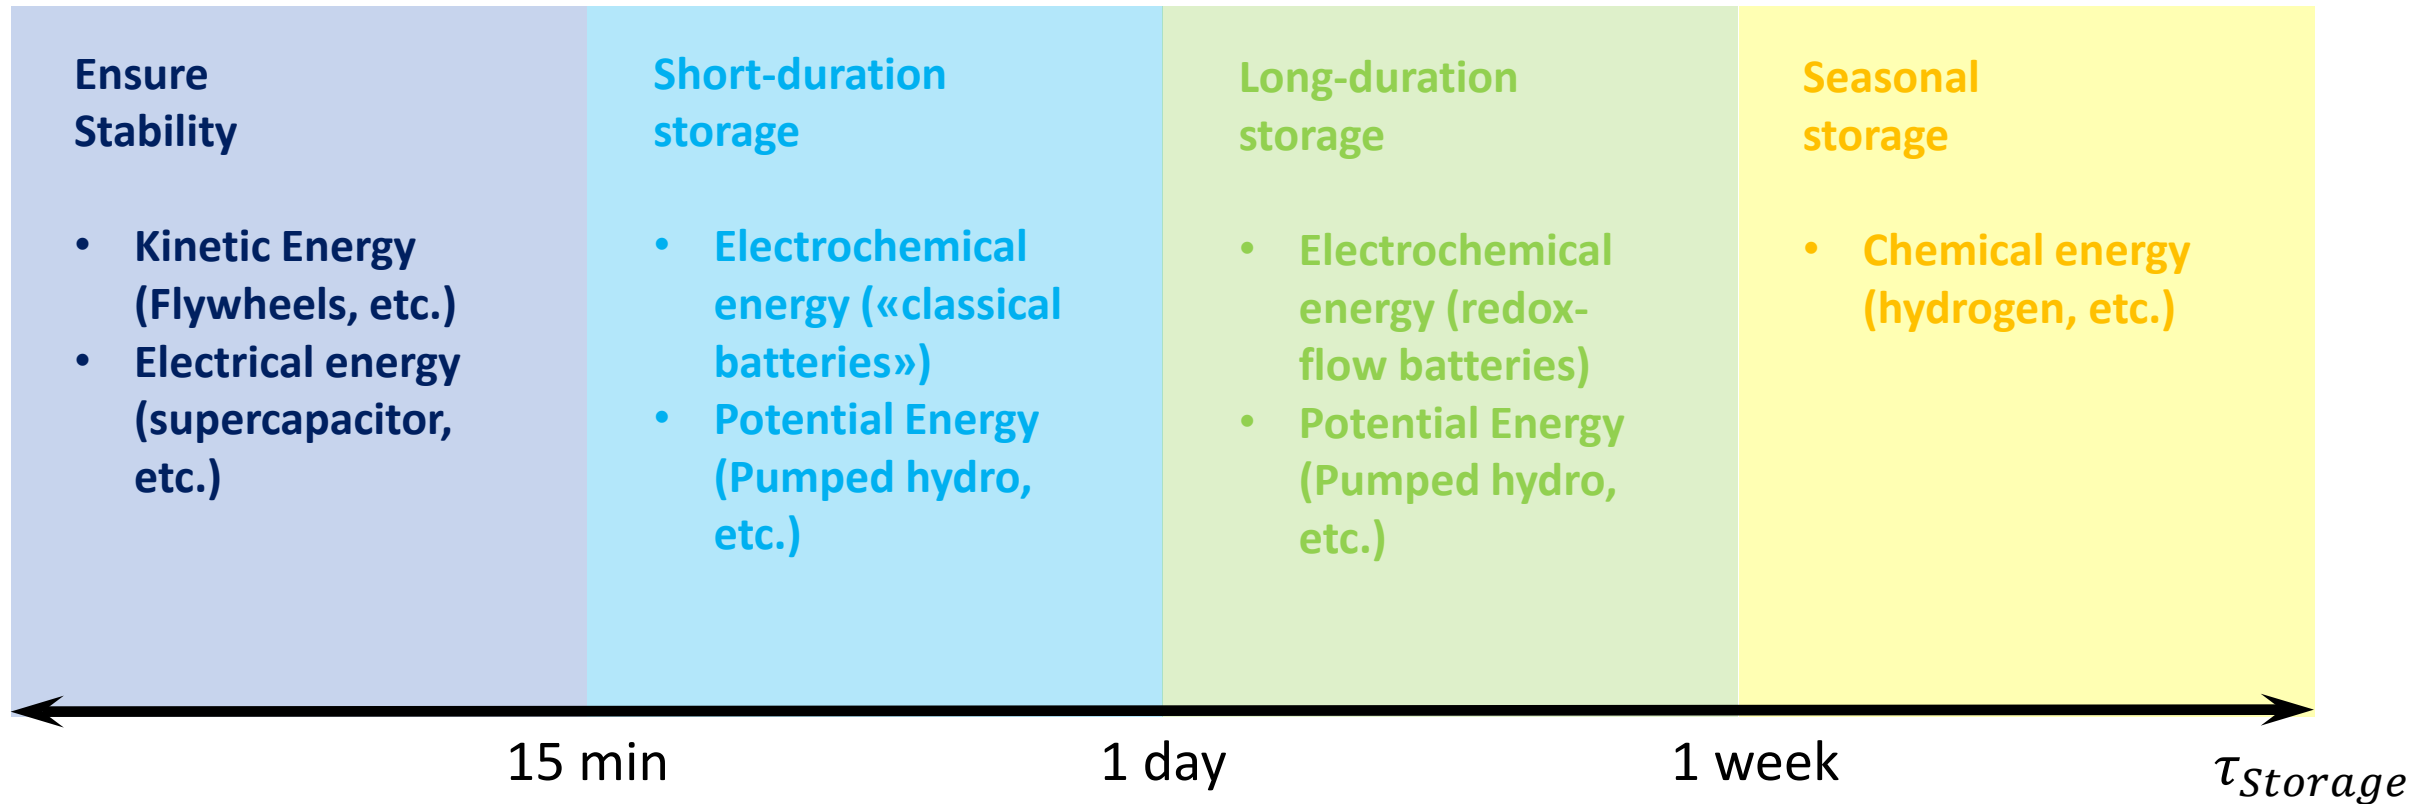 Ensure
Stability
• Kinetic Energy
(Flywheels, etc.)
• Electrical energy
(supercapacitor,
etc.)
Short-duration
storage
• Electrochemical
energy («classical
batteries»)
• Potential Energy
(Pumped hydro,
etc.)
Long-duration
storage
• Electrochemical
energy (redox-
flow batteries)
• Potential Energy
(Pumped hydro,
etc.)
Seasonal
storage
• Chemical energy
(hydrogen, etc.)
15 min
1 day
1 week
τStorage